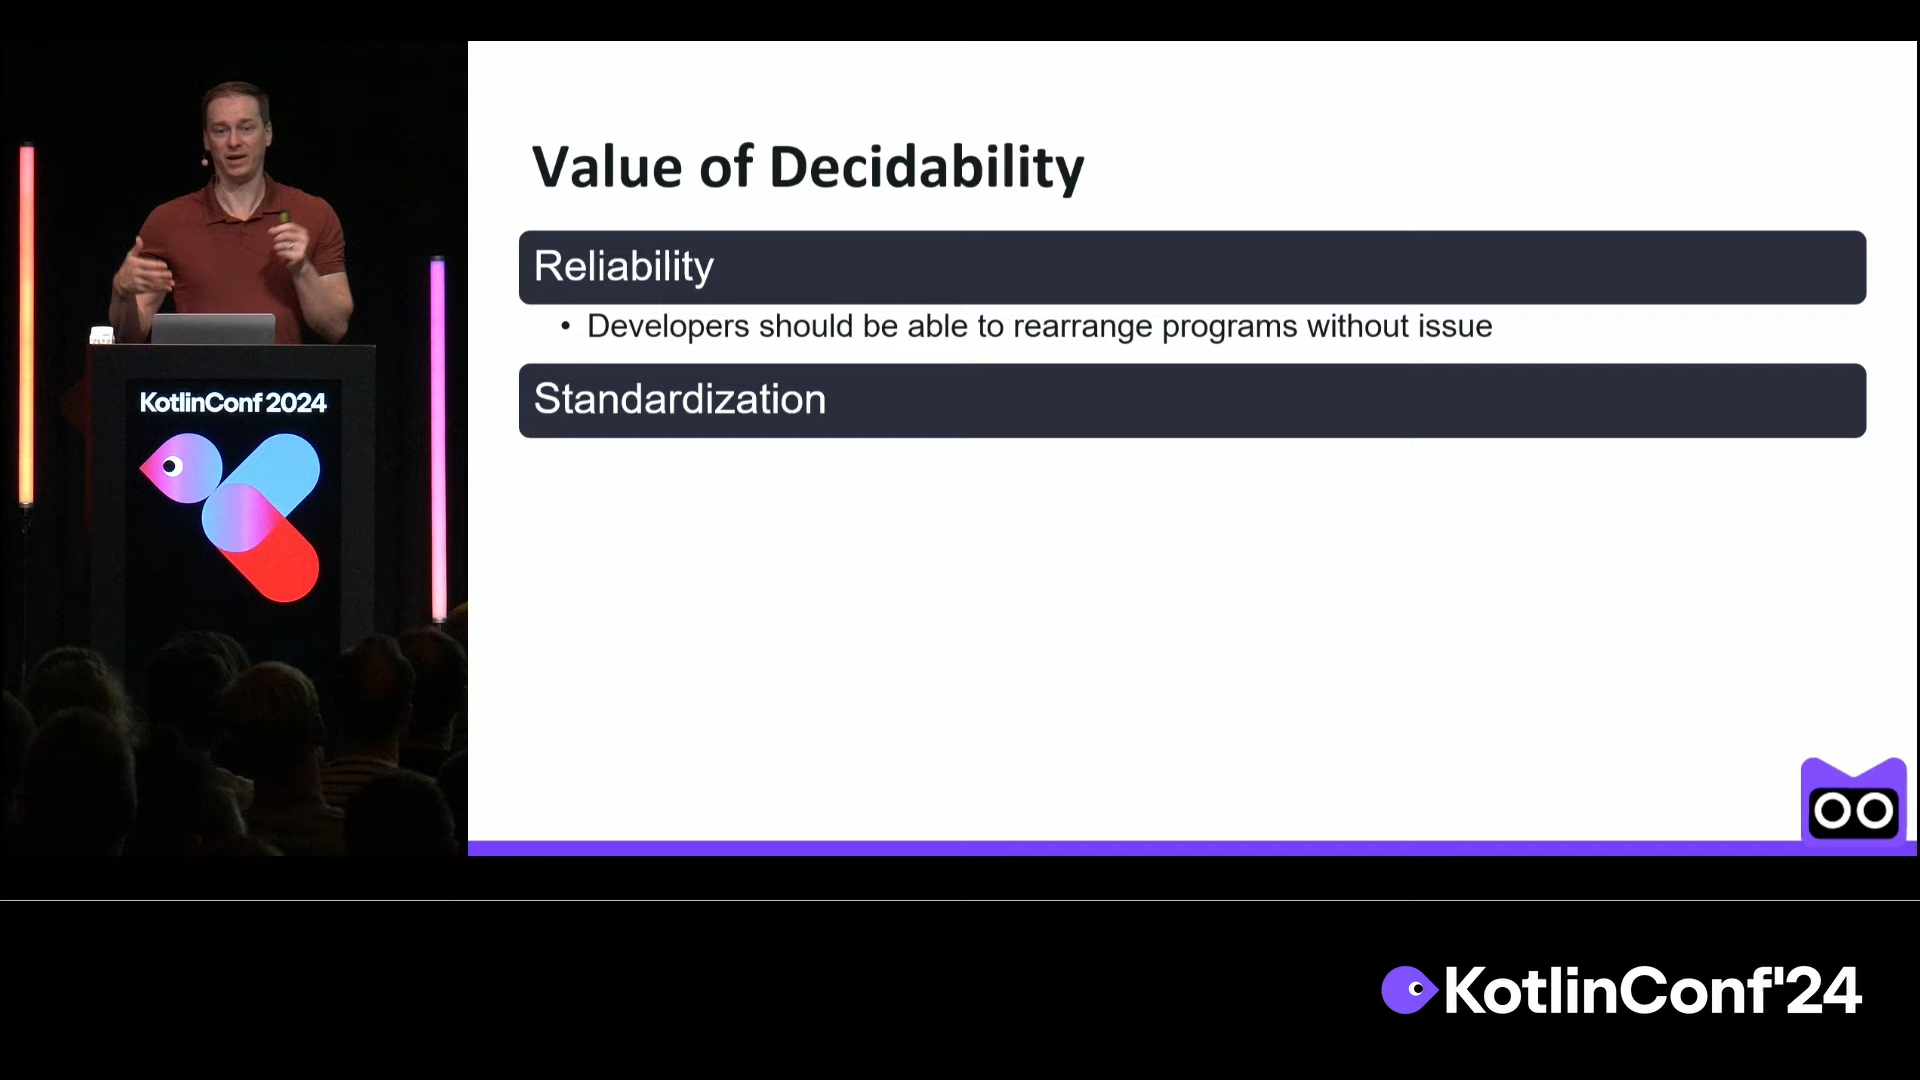 Value of Decidability
Reliability
• Developers should be able to rearrange programs without issue
Standardization
KotlinConf 2024
KotlinConf'24